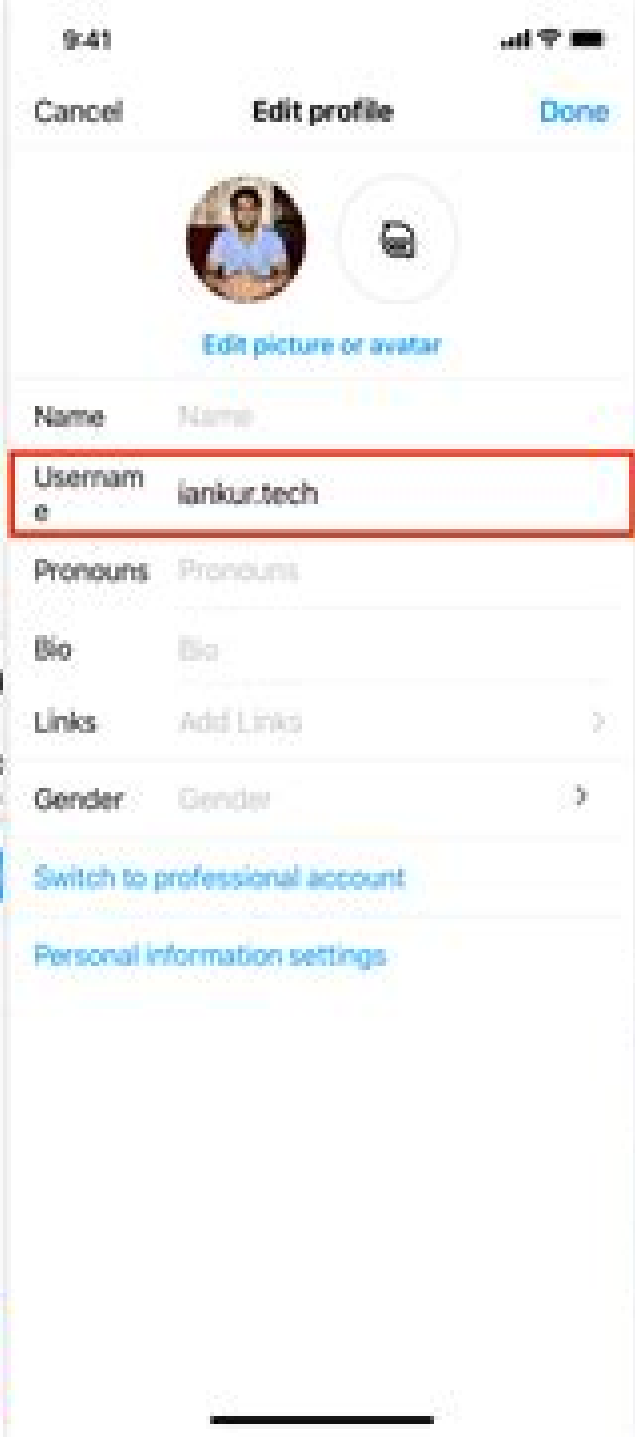 9:41
Cancel Edit profile Done
Edit picture or avatar
Name Name
Usernam
e iankur.tech
Pronouns Pronouns
Bio Bio
Links Add Links
Gender Gender
Switch to professional account
Personal information settings